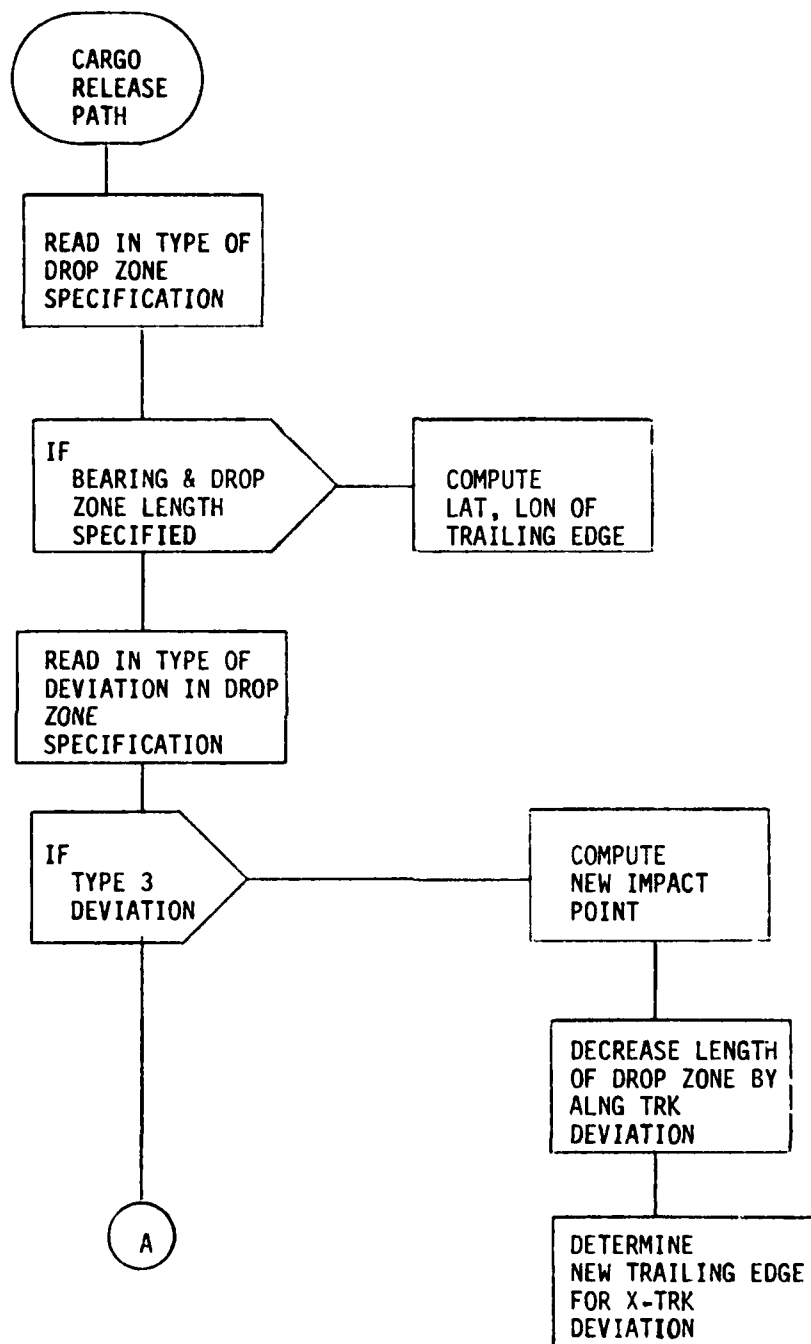 CARGO
RELEASE
PATH
READ IN TYPE OF
DROP ZONE
SPECIFICATION
IF
BEARING & DROP
ZONE LENGTH
SPECIFIED
COMPUTE
LAT, LON OF
TRAILING EDGE
READ IN TYPE OF
DEVIATION IN DROP
ZONE
SPECIFICATION
IF
TYPE 3
DEVIATION
COMPUTE
NEW IMPACT
POINT
DECREASE LENGTH
OF DROP ZONE BY
ALNG TRK
DEVIATION
DETERMINE
NEW TRAILING EDGE
FOR X-TRK
DEVIATION
A